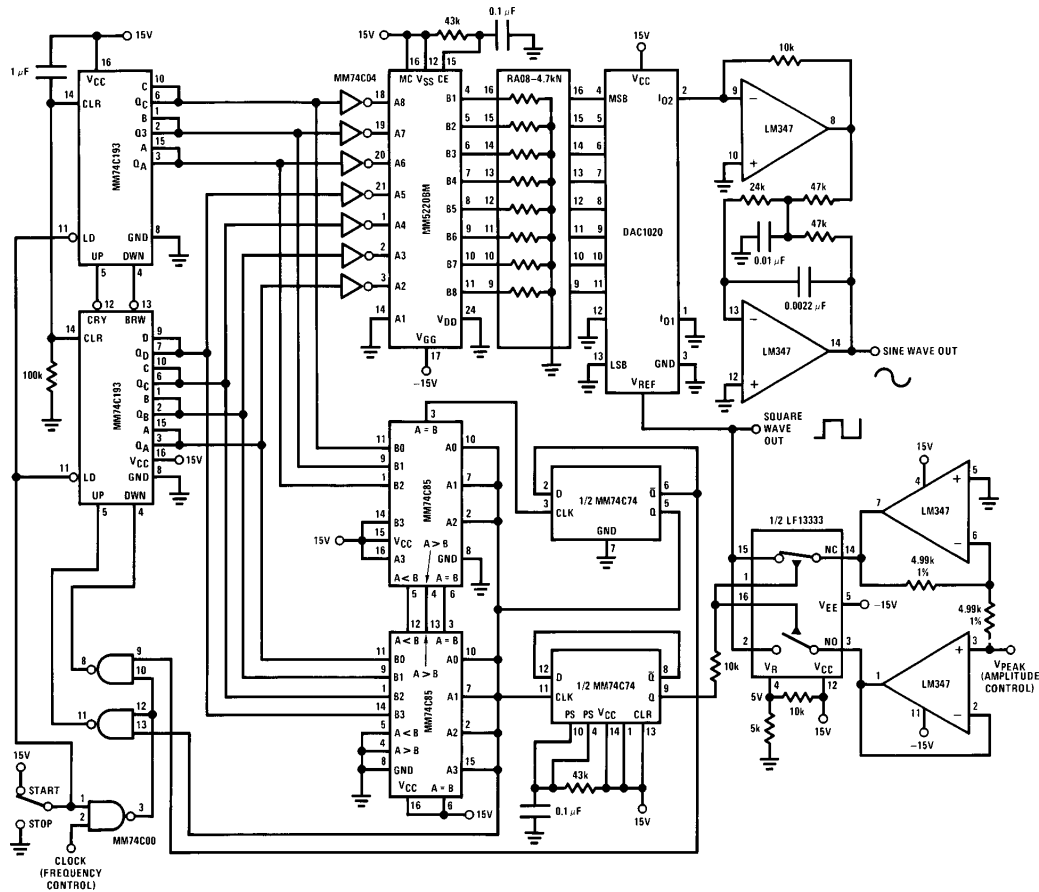 15V
1 µF
16
VCC
14
CLR
MM74C193
C
10
QC
6
B
1
Q3
2
A
15
QA
3
11
LD
GND
8
UP
DWN
5
4
12
13
CRY
BRW
14
CLR
100k
MM74C193
D
9
QD
7
C
10
QC
6
B
1
QB
2
A
15
QA
3
VCC
16
15V
GND
8
11
LD
UP
DWN
5
4
15V
43k
0.1 µF
16
12
15
MC
VSS
CE
MM74C04
18
A8
19
A7
20
A6
21
A5
1
A4
2
A3
3
A2
14
A1
MM5220BM
B1
4
B2
5
B3
6
B4
7
B5
8
B6
9
B7
10
B8
11
VDD
24
VGG
17
−15V
RA08-4.7kN
16
16
15
15
14
14
13
13
12
12
11
11
10
10
9
9
15V
VCC
4
MSB
5
6
7
8
9
10
11
12
13
LSB
DAC1020
IO2
2
IO1
1
GND
3
VREF
10k
9
−
8
LM347
10
+
24k
47k
47k
0.01 µF
0.0022 µF
13
−
14
LM347
12
+
SINE WAVE OUT
SQUARE
WAVE
OUT
3
A = B
11
B0
B1
9
1
B2
14
B3
15
VCC
16
A3
15V
MM74C85
A0
10
A1
7
A2
2
GND
8
A > B
A < B
A = B
5
4
6
12
13
3
A < B
A = B
A > B
11
B0
9
B1
1
B2
14
B3
5
A < B
4
A > B
8
GND
MM74C85
A0
10
A1
7
A2
2
A3
15
VCC
A = B
16
6
15V
2
D
3
CLK
1/2 MM74C74
Q̅
6
Q
5
GND
7
12
D
11
CLK
1/2 MM74C74
Q̅
8
Q
9
PS
PS
VCC
CLR
10
4
14
1
13
43k
0.1 µF
15V
10k
1/2 LF13333
15
NC
14
1
16
VEE
5
−15V
2
NO
3
VR
VCC
4
12
5V
10k
5k
15V
15V
4
+
5
7
LM347
−
6
4.99k
1%
4.99k
1%
+
3
1
LM347
−
2
11
−15V
VPEAK
(AMPLITUDE
CONTROL)
8
9
10
11
12
13
15V
START
STOP
1
2
3
MM74C00
CLOCK
(FREQUENCY
CONTROL)